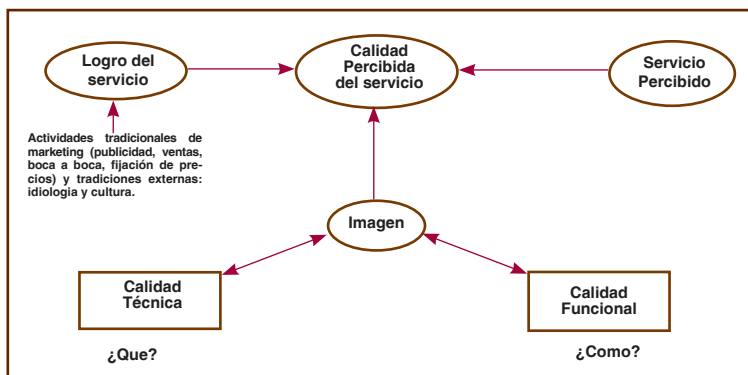 Logro del
servicio
Calidad
Percibida
del servicio
Servicio
Percibido
Actividades tradicionales de
marketing (publicidad, ventas,
boca a boca, fijación de pre-
cios) y tradiciones externas:
idiologia y cultura.
Imagen
Calidad
Técnica
Calidad
Funcional
¿Que?
¿Como?